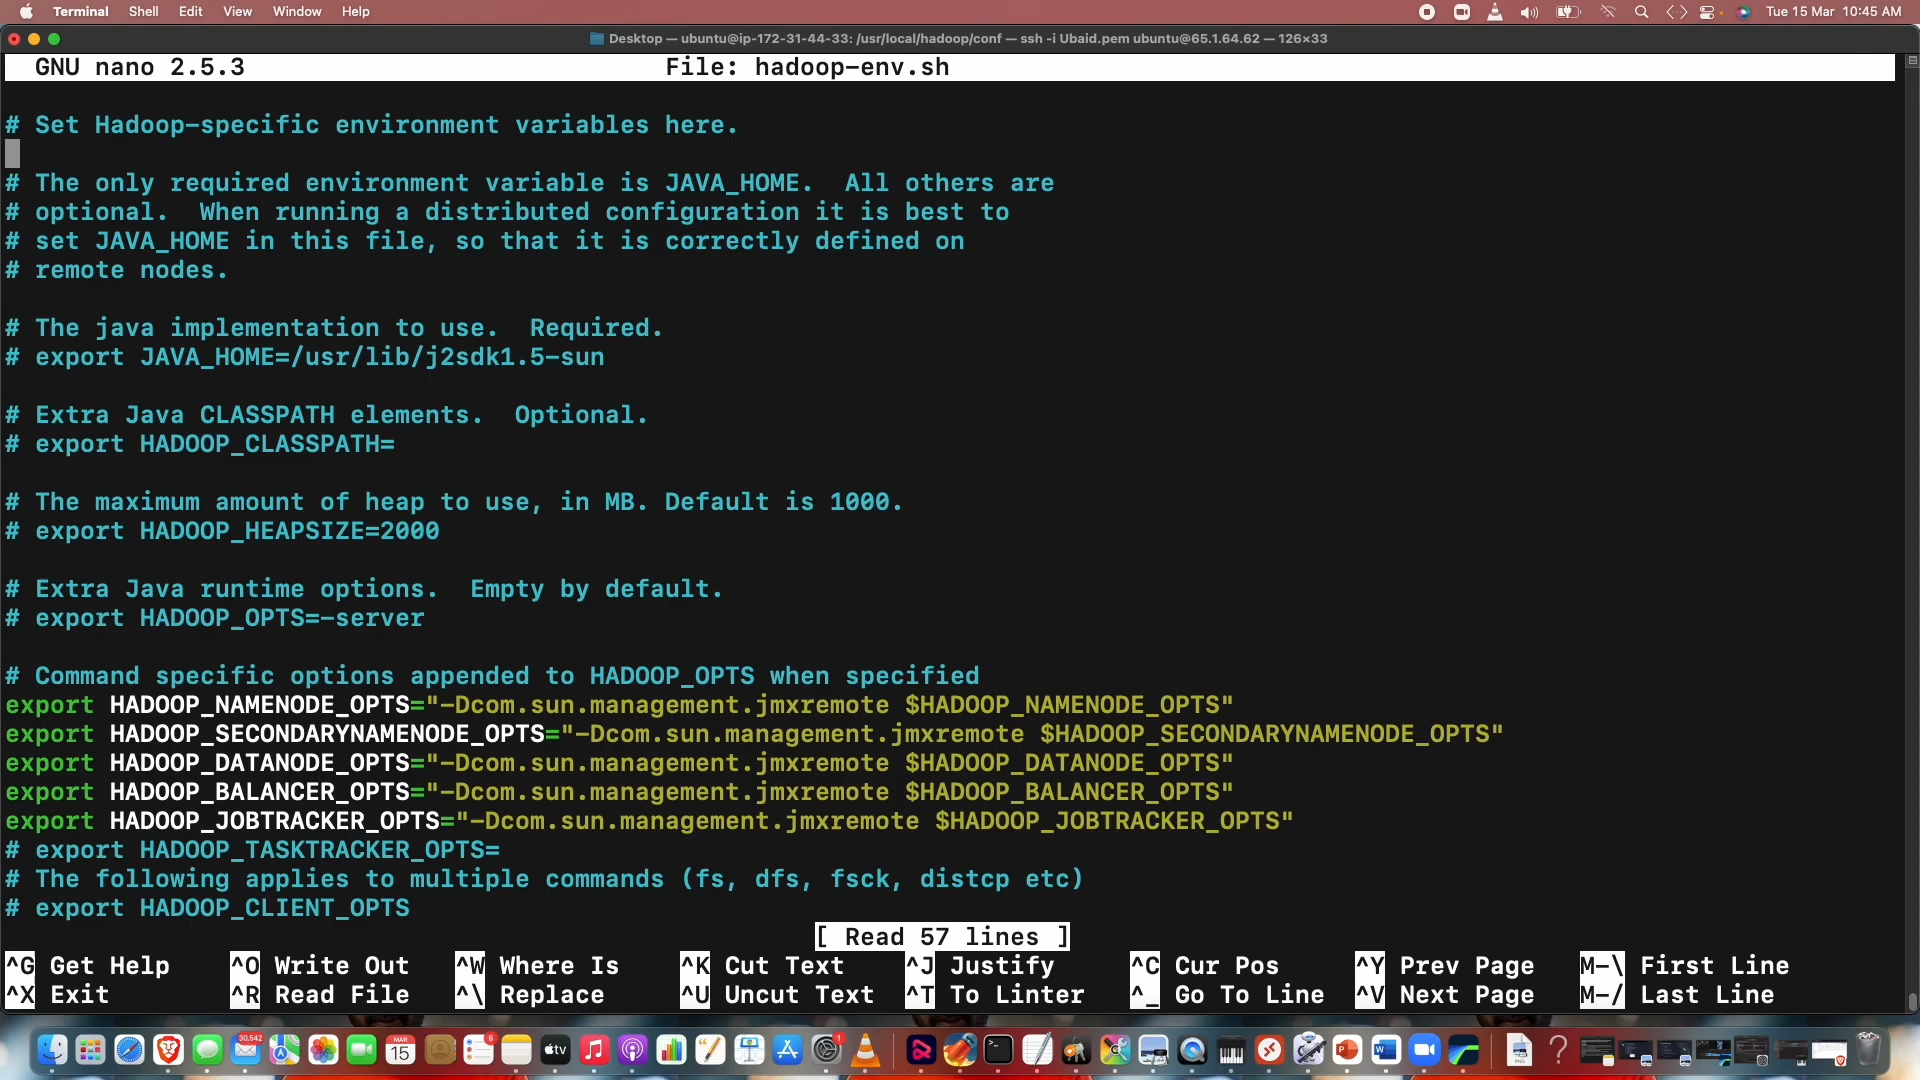 Terminal Shell Edit View Window Help Tue 15 Mar 10:45 AM
Desktop — ubuntu@ip-172-31-44-33: /usr/local/hadoop/conf — ssh -i Ubaid.pem ubuntu@65.1.64.62 — 126×33
GNU nano 2.5.3 File: hadoop-env.sh
# Set Hadoop-specific environment variables here.
# The only required environment variable is JAVA_HOME.  All others are
# optional.  When running a distributed configuration it is best to
# set JAVA_HOME in this file, so that it is correctly defined on
# remote nodes.
# The java implementation to use.  Required.
# export JAVA_HOME=/usr/lib/j2sdk1.5-sun
# Extra Java CLASSPATH elements.  Optional.
# export HADOOP_CLASSPATH=
# The maximum amount of heap to use, in MB. Default is 1000.
# export HADOOP_HEAPSIZE=2000
# Extra Java runtime options.  Empty by default.
# export HADOOP_OPTS=-server
# Command specific options appended to HADOOP_OPTS when specified
export HADOOP_NAMENODE_OPTS="-Dcom.sun.management.jmxremote $HADOOP_NAMENODE_OPTS"
export HADOOP_SECONDARYNAMENODE_OPTS="-Dcom.sun.management.jmxremote $HADOOP_SECONDARYNAMENODE_OPTS"
export HADOOP_DATANODE_OPTS="-Dcom.sun.management.jmxremote $HADOOP_DATANODE_OPTS"
export HADOOP_BALANCER_OPTS="-Dcom.sun.management.jmxremote $HADOOP_BALANCER_OPTS"
export HADOOP_JOBTRACKER_OPTS="-Dcom.sun.management.jmxremote $HADOOP_JOBTRACKER_OPTS"
# export HADOOP_TASKTRACKER_OPTS=
# The following applies to multiple commands (fs, dfs, fsck, distcp etc)
# export HADOOP_CLIENT_OPTS
[ Read 57 lines ]
^G Get Help ^O Write Out ^W Where Is ^K Cut Text ^J Justify ^C Cur Pos ^Y Prev Page M-\ First Line
^X Exit ^R Read File ^\ Replace ^U Uncut Text ^T To Linter ^_ Go To Line ^V Next Page M-/ Last Line
30,542 MAR 15 6 tv 1